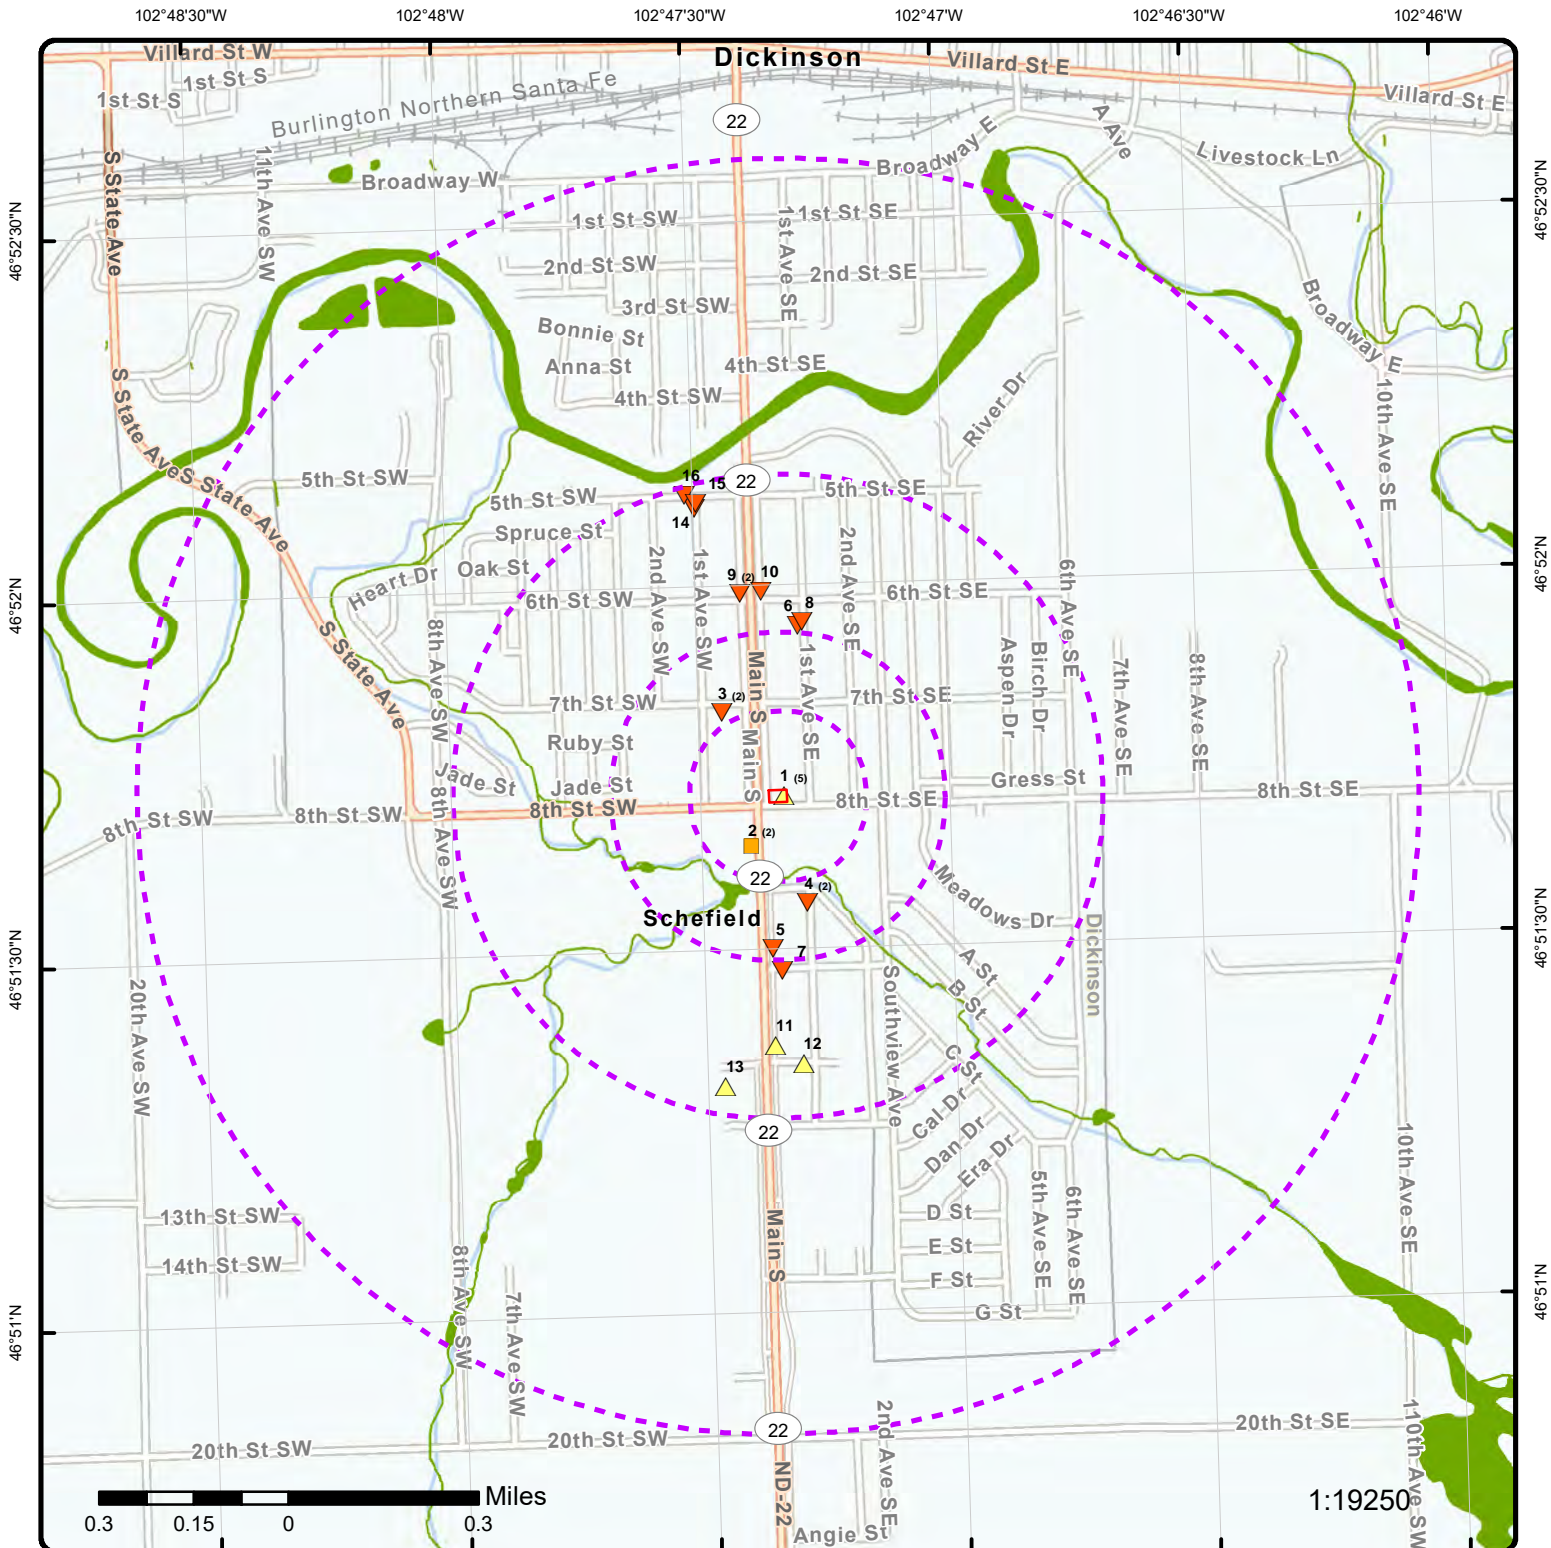 102°48'30"W 102°48'W 102°47'30"W 102°47'W 102°46'30"W 102°46'W
Villard St W
Dickinson
Villard St E
1st St S
1st St S
Villard St E
Burlington Northern Santa Fe
22
A Ave
Broadway E
Livestock Ln
S State Ave
11th Ave SW
Broadway W
46°52'30"N
46°52'30"N
1st St SW
1st Ave SE
11st St SE
2nd St SW
2nd St SE
3rd St SW
Bonnie St
Broadway E
Anna St
4th St SE
4th St SW
S State Ave
River Dr
10th Ave SE
S State Ave
5th St SW
5th St SW
16
15
22
5th St SE
14
Spruce St
2nd Ave SE
Oak St
Heart Dr
2nd Ave SW
1st Ave SW
9 (2)
10
6th St SW
6th St SE
6th Ave SE
46°52'N
46°52'N
6
8
S State Ave
8th Ave SW
Main S
1st Ave SE
Aspen Dr
Birch Dr
7th Ave SE
8th Ave SE
3 (2)
7th St SW
7th St SE
Ruby St
Main S
Jade St
Jade St
1 (5)
Gress St
8th St SE
8th St SE
8th St SW
8th St SW
8th St SW
8th Ave SW
2 (2)
22
4 (2)
Meadows Dr
Schefield
5
7
Dickinson
46°51'30"N
46°51'30"N
A St
B St
20th Ave SW
Southview Ave
11
12
13
C St
Cal Dr
Dan Dr
Era Dr
22
10th Ave SE
13th St SW
Main S
D St
5th Ave SE
6th Ave SE
14th St SW
E St
8th Ave SW
F St
G St
46°51'N
46°51'N
7th Ave SW
22
2nd Ave SE
20th St SW
20th St SW
20th St SE
110th Ave SW
ND-22
Miles
1:19250
0.3 0.15 0 0.3
Angie St